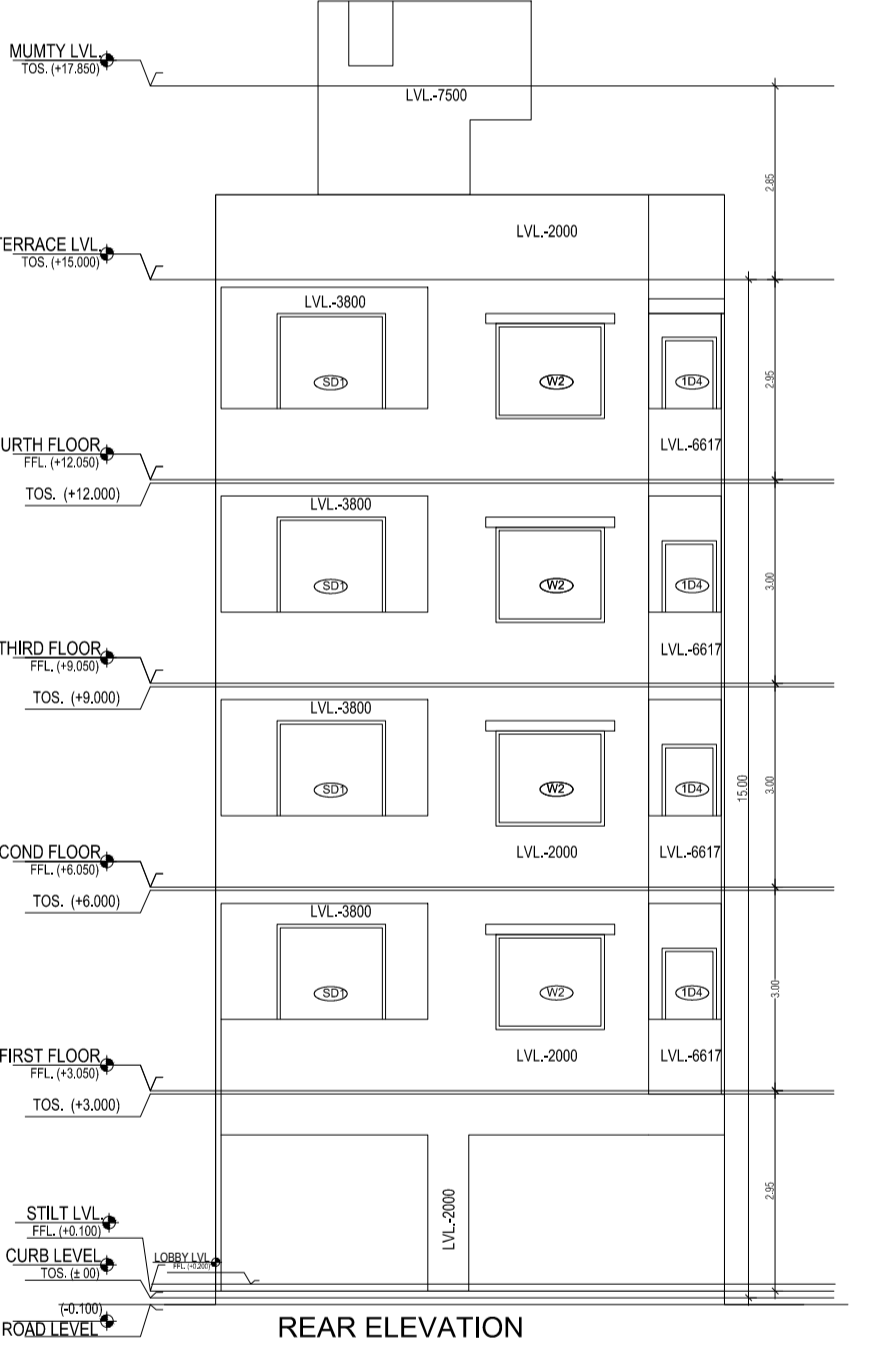 MUMTY LVL.
TOS. (+17.850)
LVL.-7500
2.85
LVL.-2000
TERRACE LVL.
TOS. (+15.000)
LVL.-3800
SD1
W2
1D4
2.95
URTH FLOOR
FFL. (+12.050)
LVL.-6617
TOS. (+12.000)
LVL.-3800
SD1
W2
1D4
3.00
THIRD FLOOR
FFL. (+9.050)
LVL.-6617
TOS. (+9.000)
LVL.-3800
SD1
W2
1D4
15.00
3.00
COND FLOOR
FFL. (+6.050)
LVL.-2000
LVL.-6617
TOS. (+6.000)
LVL.-3800
SD1
W2
1D4
3.00
FIRST FLOOR
FFL. (+3.050)
LVL.-2000
LVL.-6617
TOS. (+3.000)
LVL.-2000
2.95
STILT LVL.
FFL. (+0.100)
CURB LEVEL
TOS. (± 00)
LOBBY LVL.
FFL. (+0.200)
(-0.100)
ROAD LEVEL
REAR ELEVATION